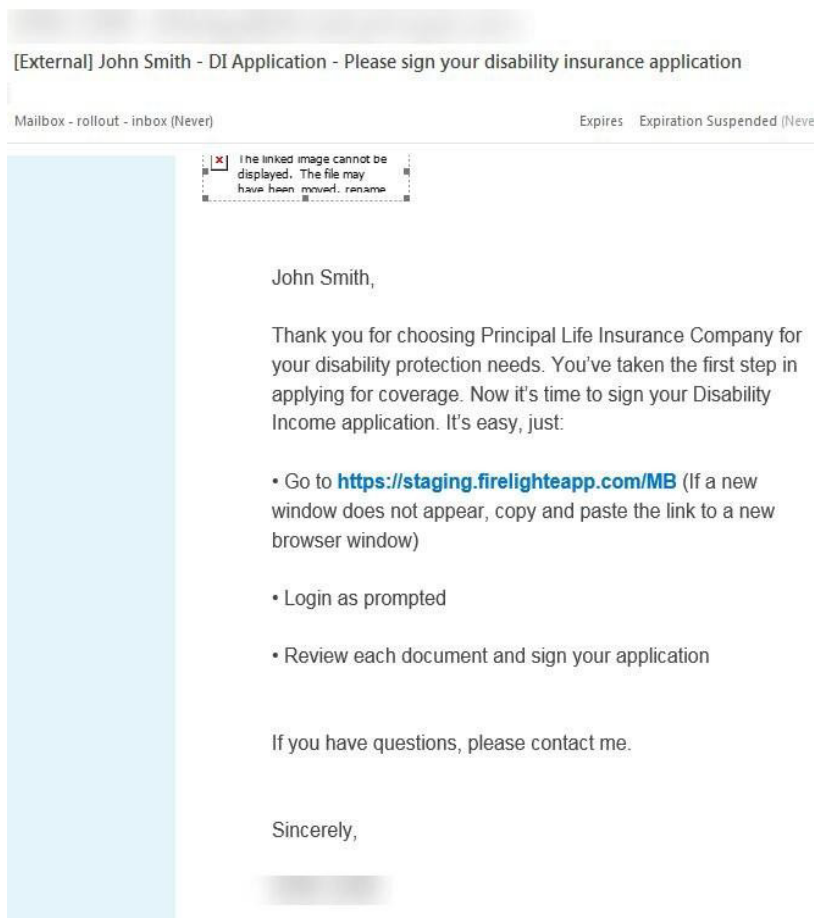 [External] John Smith - DI Application - Please sign your disability insurance application
Mailbox - rollout - inbox (Never) Expires Expiration Suspended (Neve
The linked image cannot be
displayed. The file may
have been moved, rename
John Smith,
Thank you for choosing Principal Life Insurance Company for
your disability protection needs. You’ve taken the first step in
applying for coverage. Now it’s time to sign your Disability
Income application. It’s easy, just:
• Go to https://staging.firelighteapp.com/MB (If a new
window does not appear, copy and paste the link to a new
browser window)
• Login as prompted
• Review each document and sign your application
If you have questions, please contact me.
Sincerely,